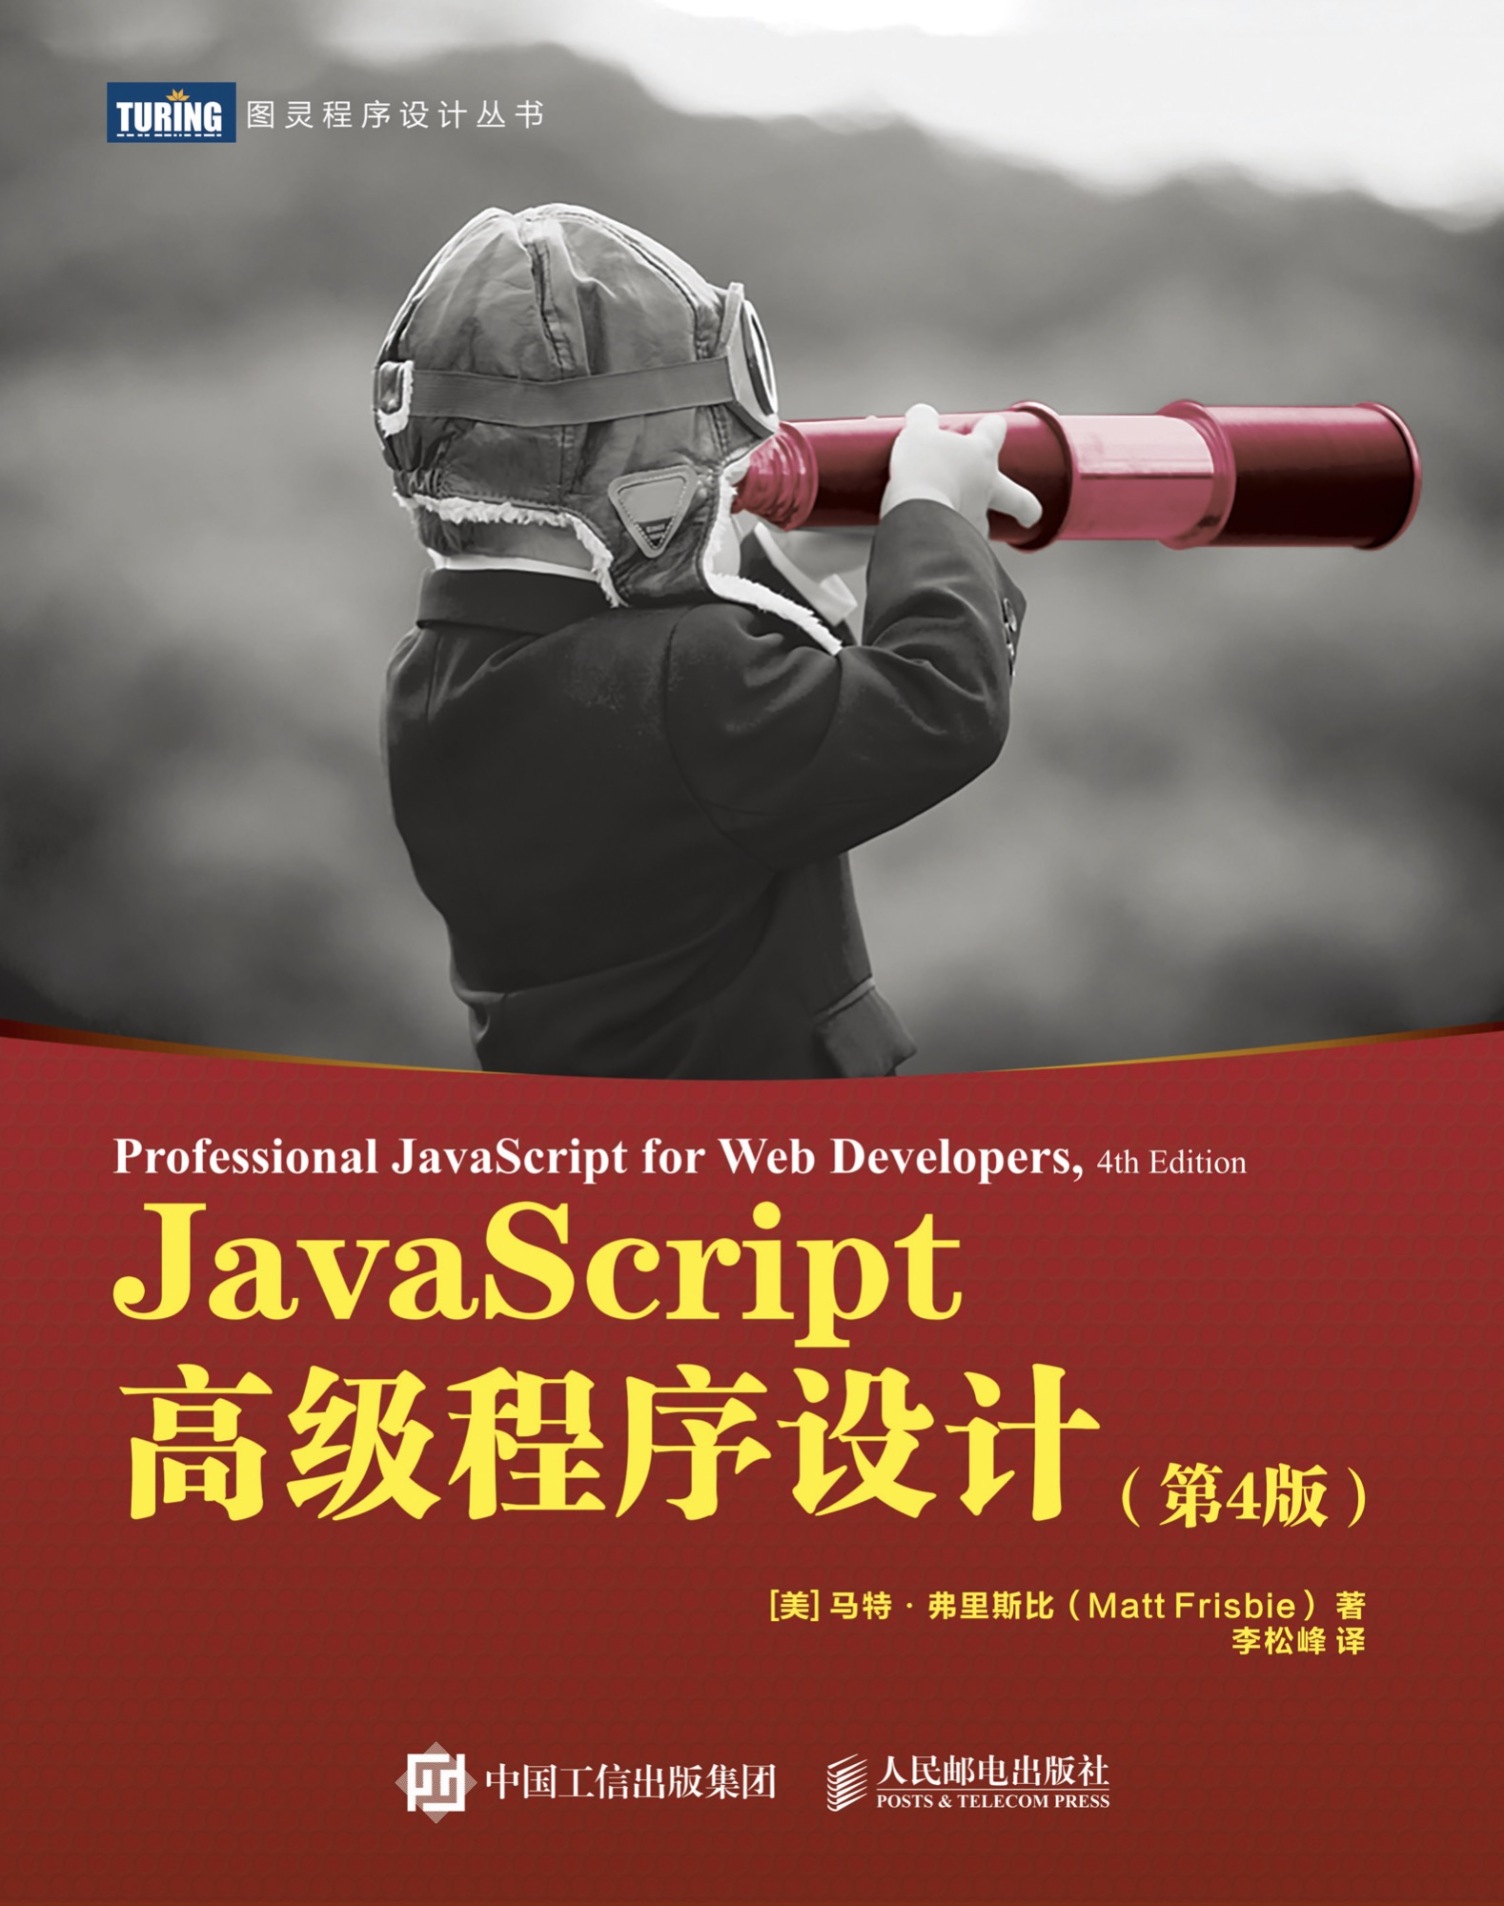 TURING 图灵程序设计丛书
Professional JavaScript for Web Developers, 4th Edition
JavaScript
高级程序设计（第4版）
[美] 马特·弗里斯比（Matt Frisbie）著
李松峰 译
中国工信出版集团 人民邮电出版社
POSTS & TELECOM PRESS